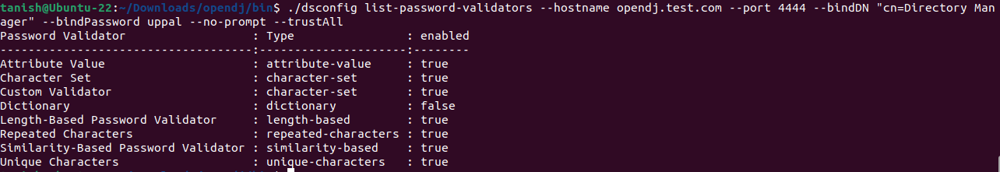 tanish@Ubuntu-22:~/Downloads/opendj/bin$ ./dsconfig list-password-validators --hostname opendj.test.com --port 4444 --bindDN "cn=Directory Man
ager" --bindPassword uppal --no-prompt --trustAll
Password Validator                  : Type                : enabled
------------------------------------:---------------------:--------
Attribute Value                     : attribute-value     : true
Character Set                       : character-set       : true
Custom Validator                    : character-set       : true
Dictionary                          : dictionary          : false
Length-Based Password Validator     : length-based        : true
Repeated Characters                 : repeated-characters : true
Similarity-Based Password Validator : similarity-based    : true
Unique Characters                   : unique-characters   : true